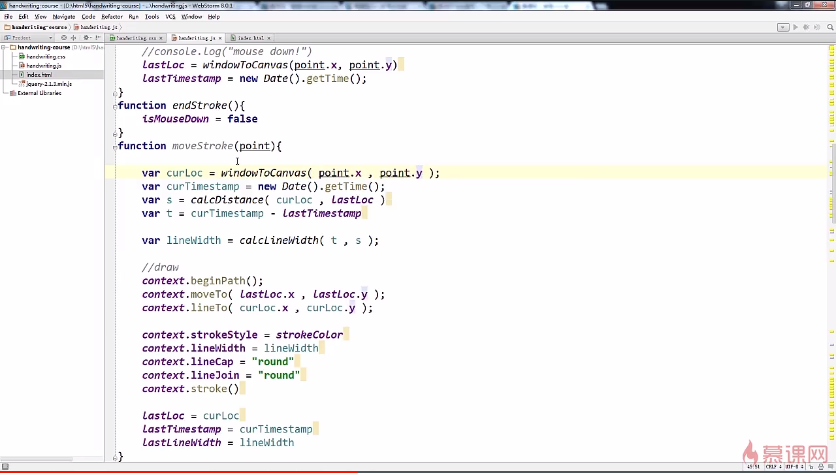 handwriting-course - [D:\html5\handwriting-course] - ...\handwriting.js - WebStorm 8.0.1
File Edit View Navigate Code Refactor Run Tools VCS Window Help
handwriting-course handwriting.js
Project
handwriting.css handwriting.js index.html
handwriting-course
handwriting.css
handwriting.js
index.html
jquery-2.1.3.min.js
External Libraries
//console.log("mouse down!")
lastLoc = windowToCanvas(point.x, point.y)
lastTimestamp = new Date().getTime();
}
function endStroke(){
isMouseDown = false
}
function moveStroke(point){
var curLoc = windowToCanvas( point.x , point.y );
var curTimestamp = new Date().getTime();
var s = calcDistance( curLoc , lastLoc )
var t = curTimestamp - lastTimestamp
var lineWidth = calcLineWidth( t , s );
//draw
context.beginPath();
context.moveTo( lastLoc.x , lastLoc.y );
context.lineTo( curLoc.x , curLoc.y );
context.strokeStyle = strokeColor
context.lineWidth = lineWidth
context.lineCap = "round"
context.lineJoin = "round"
context.stroke()
lastLoc = curLoc
lastTimestamp = curTimestamp
lastLineWidth = lineWidth
}
慕课网
45:51 CRLF UTF-8